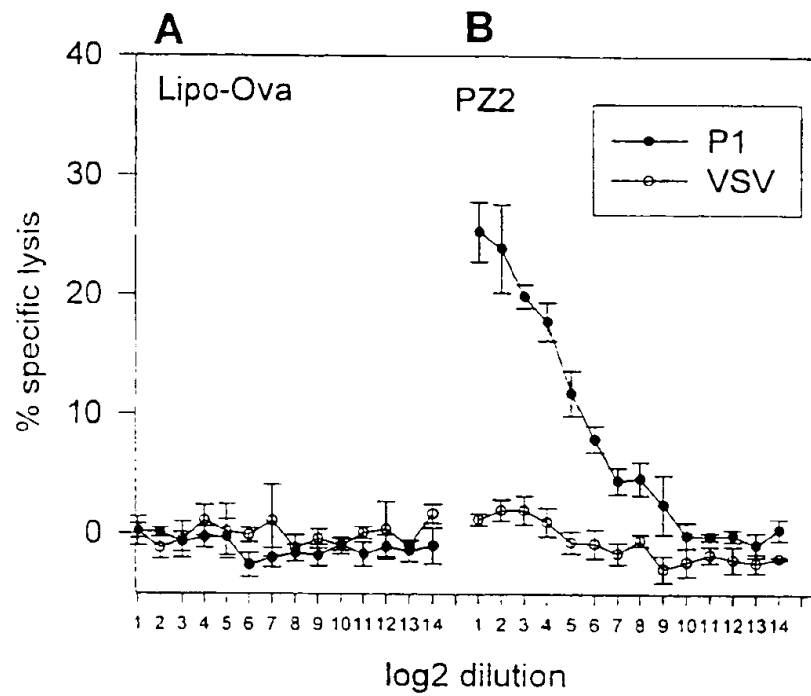 A B
40
Lipo-Ova PZ2
P1
VSV
30
20
10
0
% specific lysis
1 2 3 4 5 6 7 8 9 10 11 12 13 14 1 2 3 4 5 6 7 8 9 10 11 12 13 14
log2 dilution